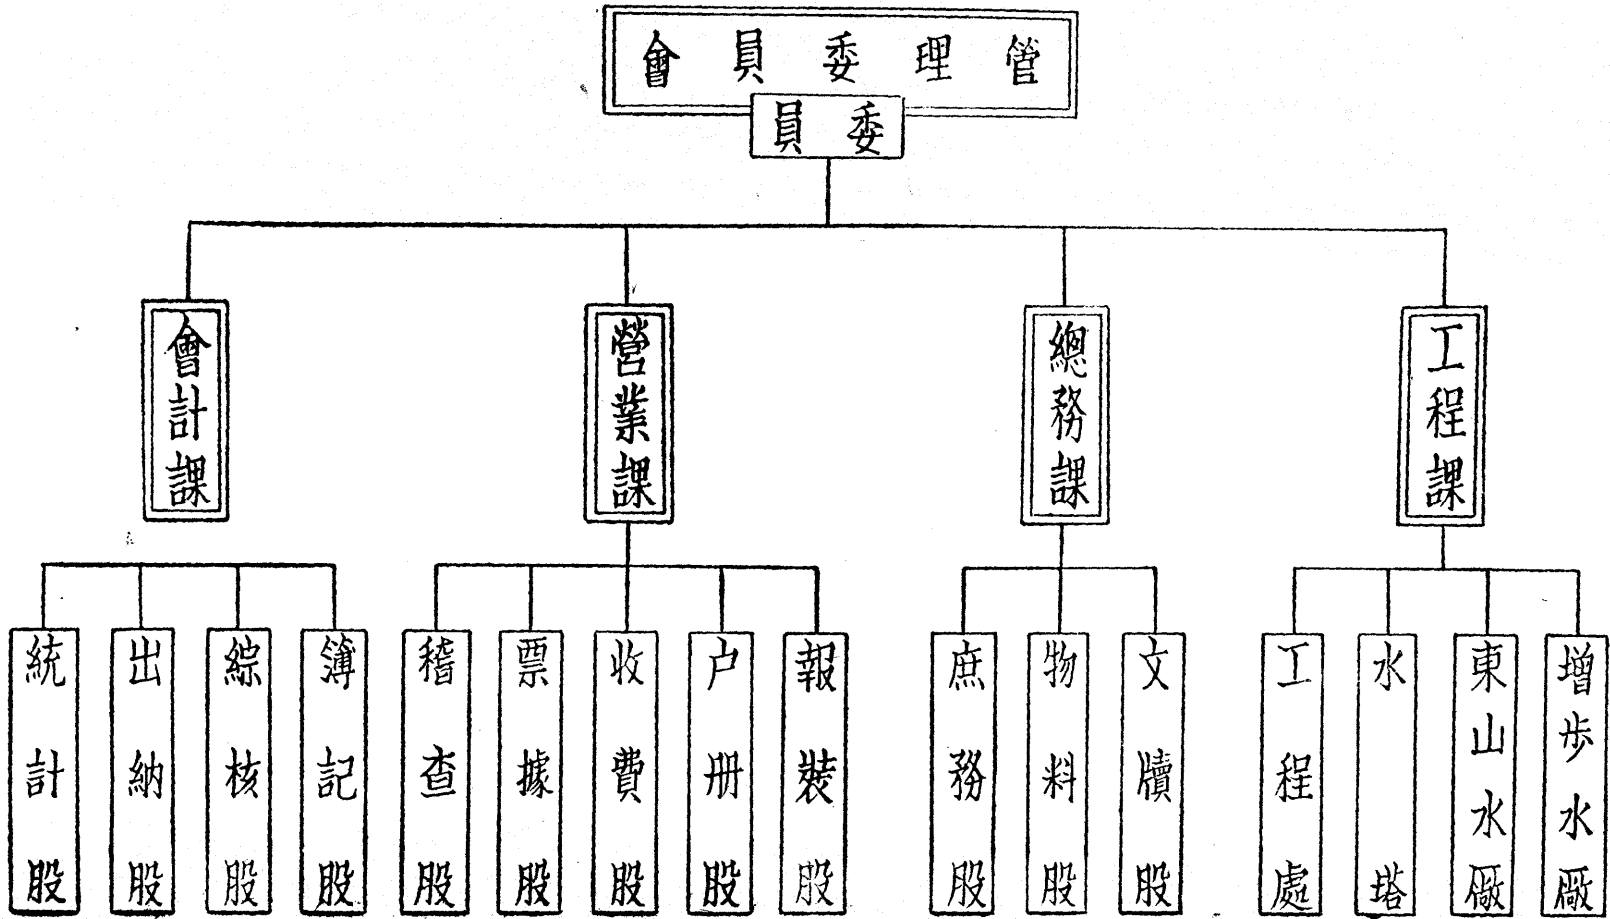 管理委員會
委員
工程課
總務課
營業課
會計課
增步水廠
東山水廠
水塔
工程處
文牘股
物料股
庶務股
報裝股
户册股
收費股
票據股
稽查股
簿記股
綜核股
出納股
統計股